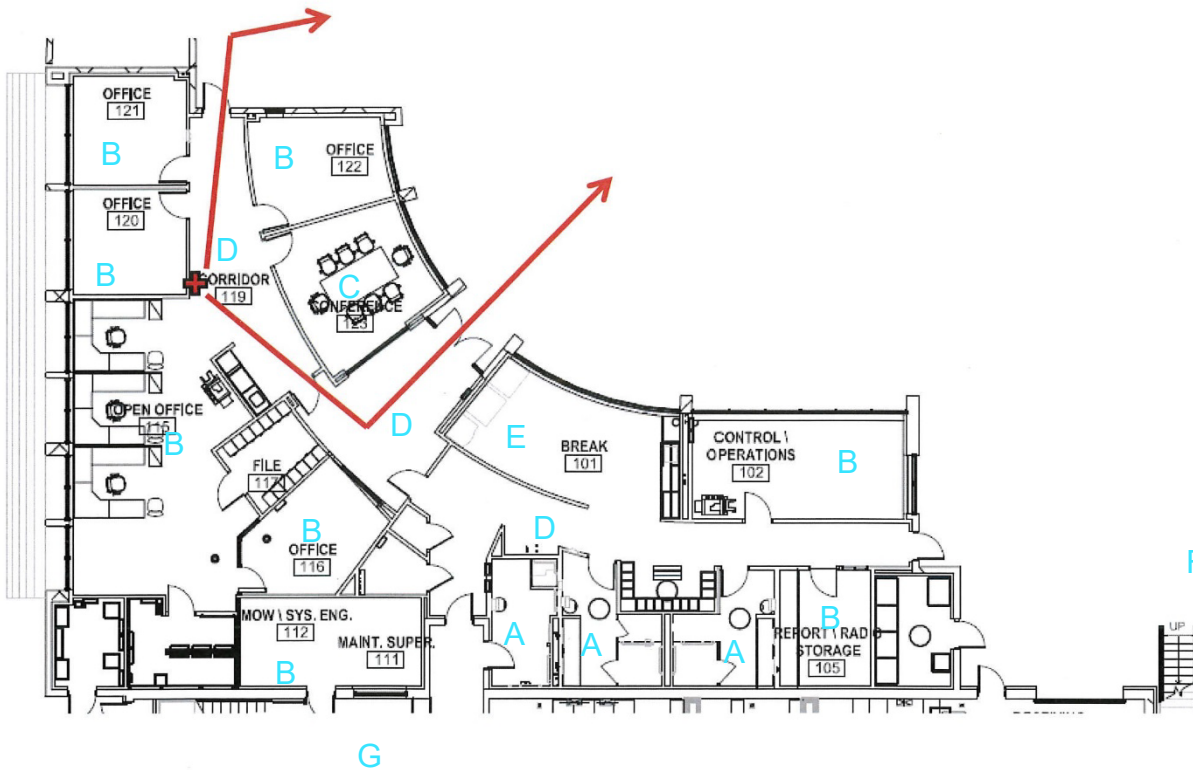 OFFICE
121
B
OFFICE
122
B
OFFICE
120
B
D
CORRIDOR
119
C
CONFERENCE
123
OPEN OFFICE
115
B
D
E
BREAK
101
CONTROL \
OPERATIONS
102
B
FILE
117
B
OFFICE
116
D
MOW \ SYS. ENG.
112
MAINT. SUPER.
111
B
A
A
A
B
REPORT \ RADIO
STORAGE
105
UP
G